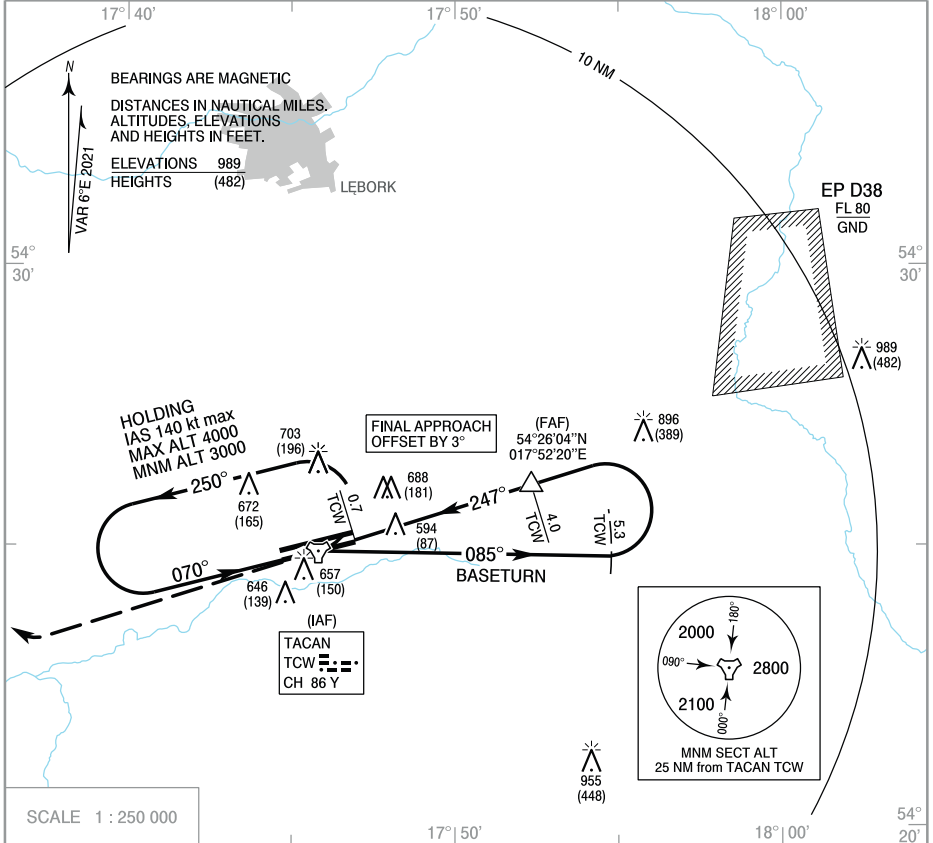 17° 40'
17° 50'
18° 00'
N
VAR 6°E 2021
BEARINGS ARE MAGNETIC
DISTANCES IN NAUTICAL MILES.
ALTITUDES, ELEVATIONS
AND HEIGHTS IN FEET.
ELEVATIONS 989
HEIGHTS (482)
LĘBORK
10 NM
EP D38
FL 80
GND
54°
30'
54°
30'
989
(482)
HOLDING
IAS 140 kt max
MAX ALT 4000
MNM ALT 3000
703
(196)
FINAL APPROACH
OFFSET BY 3°
(FAF)
54°26'04"N
017°52'20"E
896
(389)
250°
672
(165)
0.7
TCW
688
(181)
247°
594
(87)
4.0
TCW
5.3
TCW
070°
085°
BASETURN
646
(139)
657
(150)
(IAF)
TACAN
TCW
CH 86 Y
2000
180°
090°
2800
2100
000°
MNM SECT ALT
25 NM from TACAN TCW
955
(448)
SCALE 1 : 250 000
17° 50'
18° 00'
54°
20'